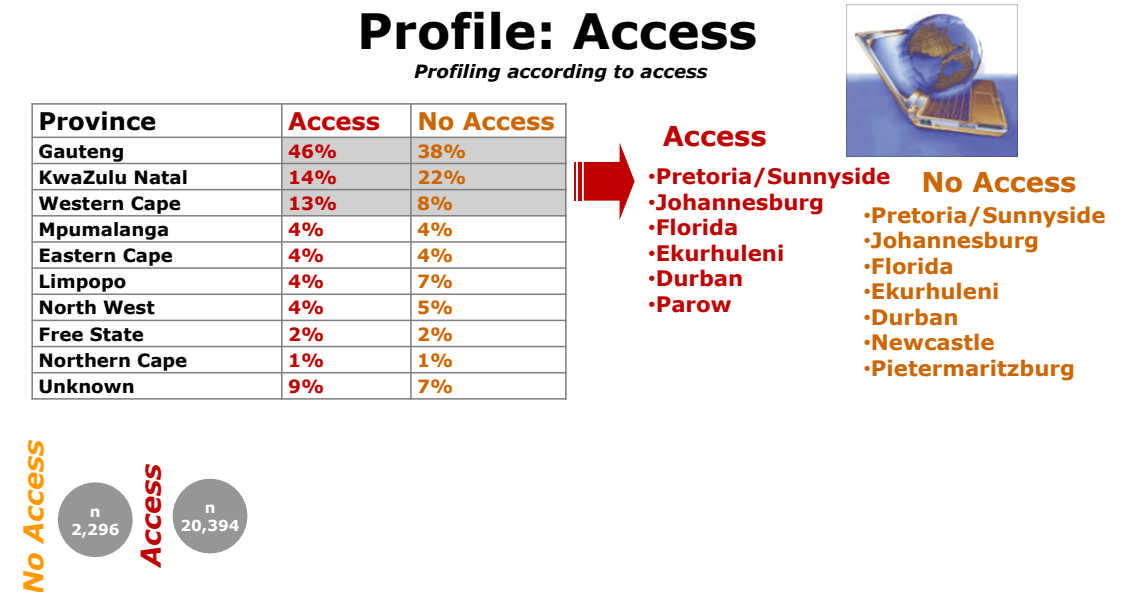 Profile: Access
Profiling according to access
Province Access No Access
Gauteng 46% 38%
KwaZulu Natal 14% 22%
Western Cape 13% 8%
Mpumalanga 4% 4%
Eastern Cape 4% 4%
Limpopo 4% 7%
North West 4% 5%
Free State 2% 2%
Northern Cape 1% 1%
Unknown 9% 7%
Access
•Pretoria/Sunnyside
•Johannesburg
•Florida
•Ekurhuleni
•Durban
•Parow
No Access
•Pretoria/Sunnyside
•Johannesburg
•Florida
•Ekurhuleni
•Durban
•Newcastle
•Pietermaritzburg
No Access
n
2,296
Access
n
20,394